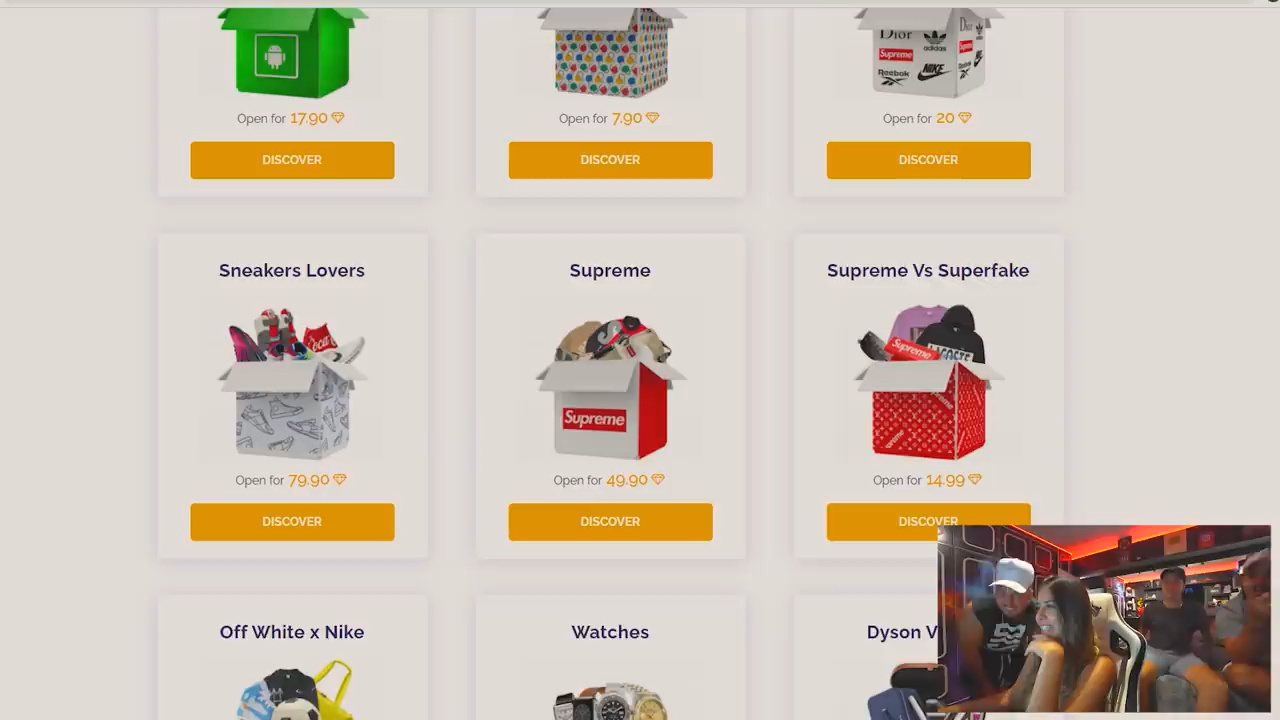 Dior
adidas
Supreme
Supreme
Reebok
NIKE
Open for 17.90
Open for 7.90
Open for 20
DISCOVER
DISCOVER
DISCOVER
Sneakers Lovers
Supreme
Supreme Vs Superfake
Supreme
LACOSTE
Supreme
Open for 79.90
Open for 49.90
Open for 14.99
DISCOVER
DISCOVER
DISCOVER
Off White x Nike
Watches
Dyson V